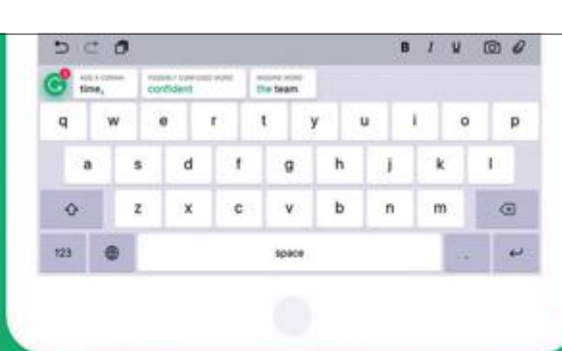 B I U
ADD A COMMA POSSIBLY CONFUSED WORD MISSING WORD
time, confident the team
q w e r t y u i o p
a s d f g h j k l
z x c v b n m
123 space .